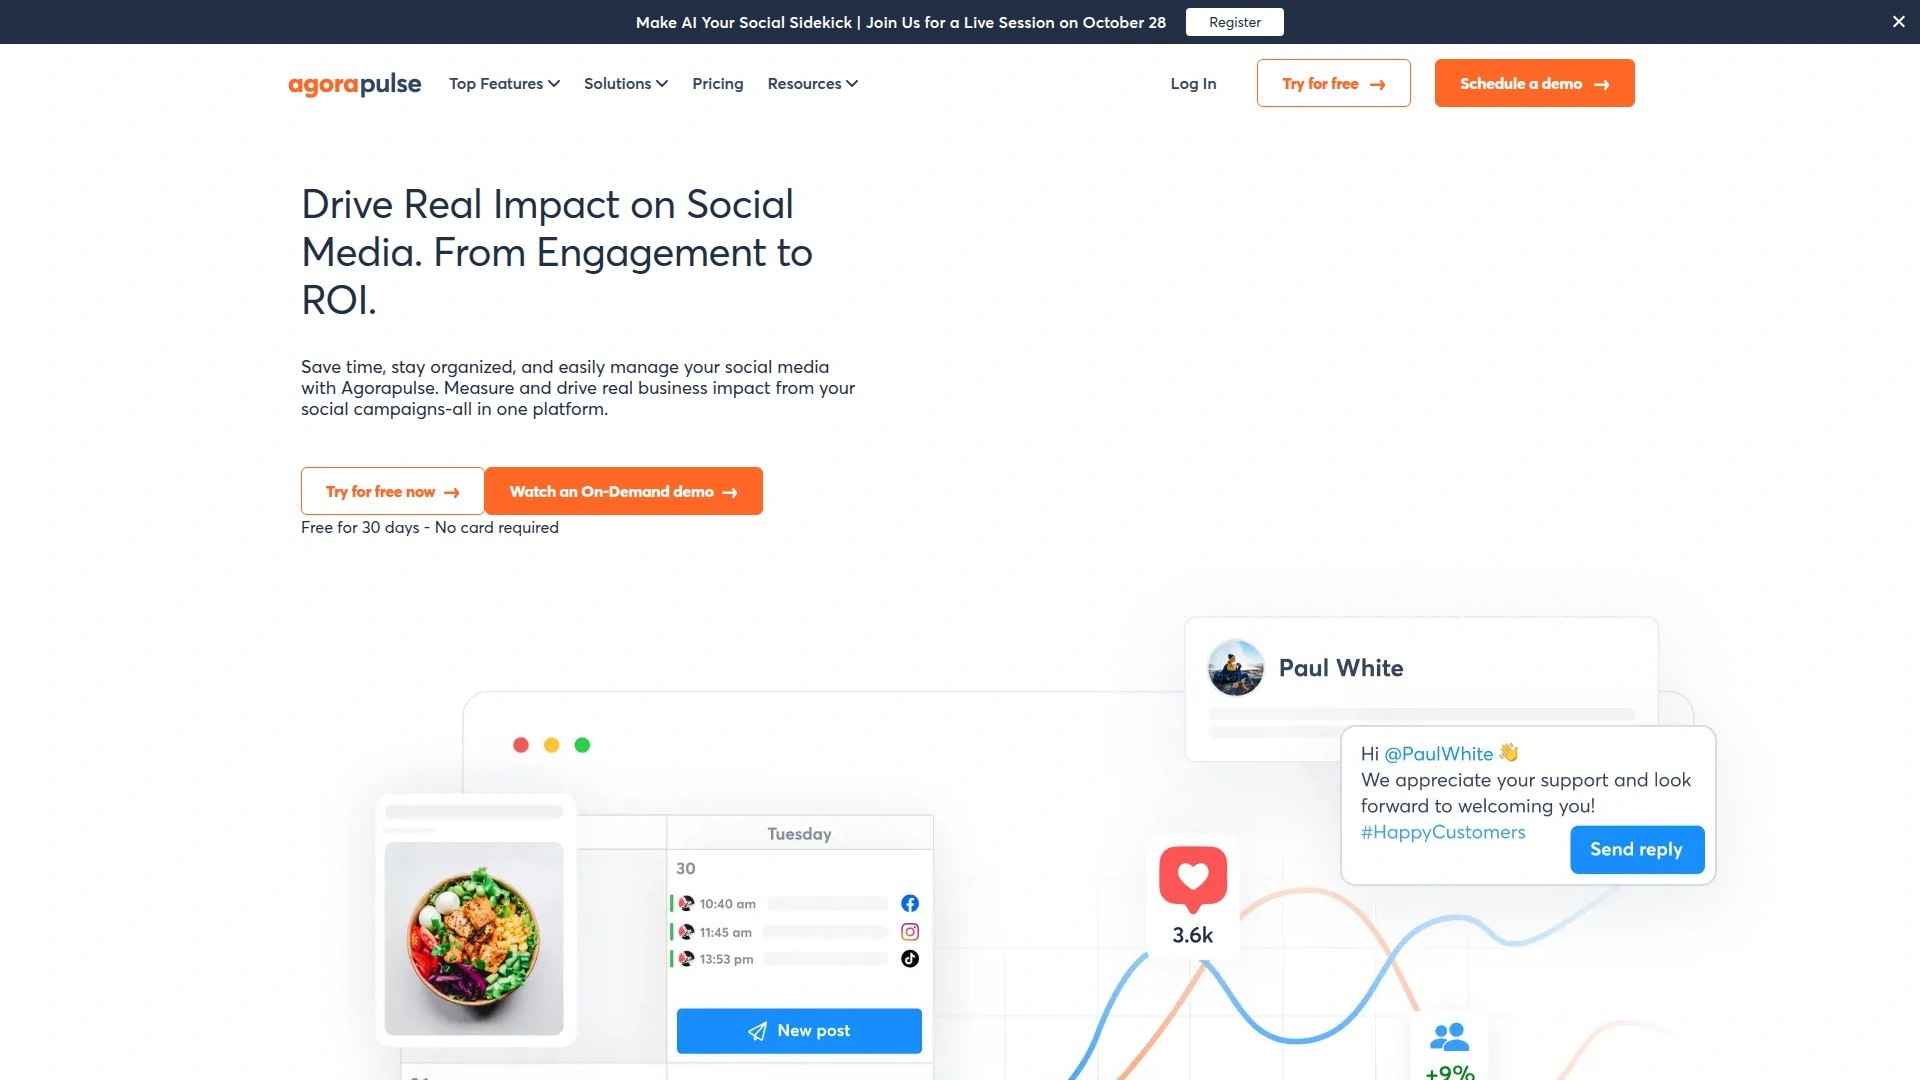 Make AI Your Social Sidekick | Join Us for a Live Session on October 28
Register
agorapulse
Top Features
Solutions
Pricing
Resources
Log In
Try for free
Schedule a demo
Drive Real Impact on Social
Media. From Engagement to
ROI.
Save time, stay organized, and easily manage your social media
with Agorapulse. Measure and drive real business impact from your
social campaigns-all in one platform.
Try for free now
Watch an On-Demand demo
Free for 30 days - No card required
Paul White
Hi @PaulWhite 👋
We appreciate your support and look
forward to welcoming you!
#HappyCustomers
Send reply
Tuesday
30
10:40 am
11:45 am
13:53 pm
New post
3.6k
+9%